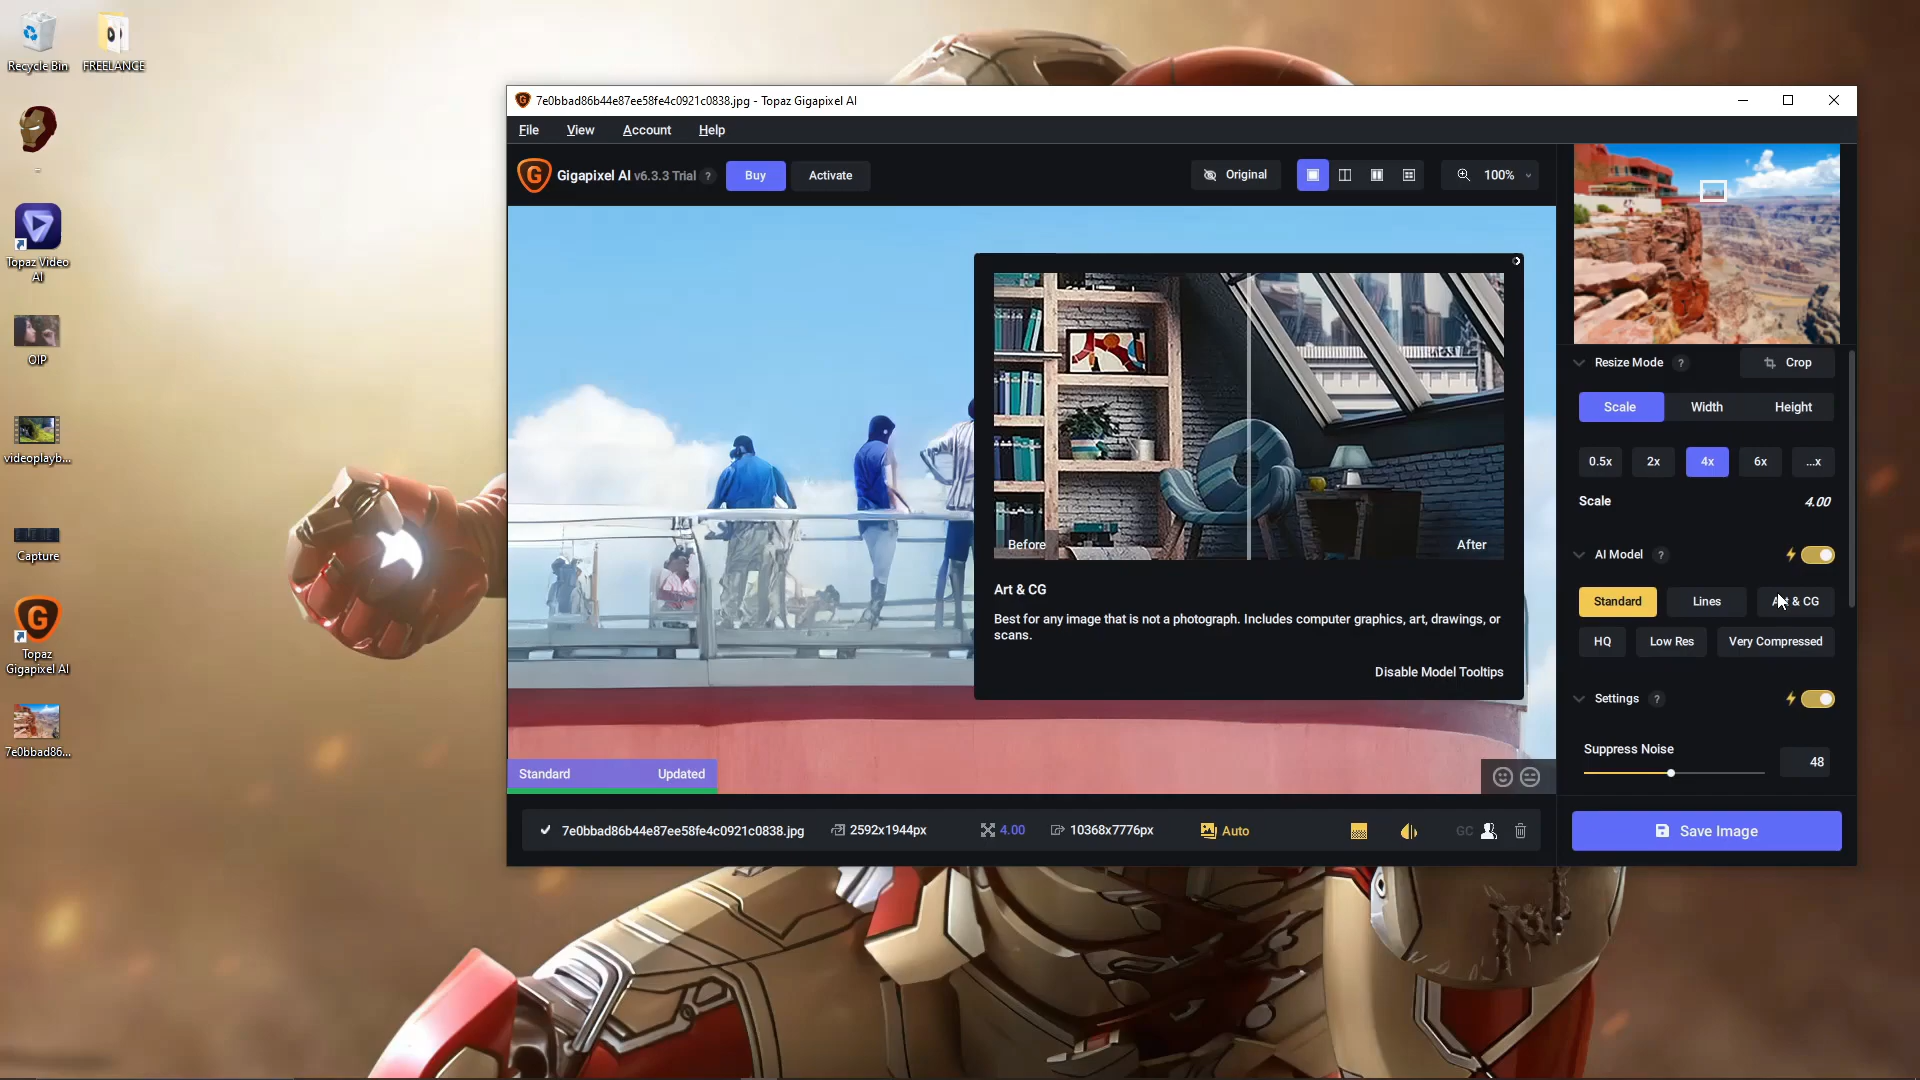 Recycle Bin
FREELANCE
Topaz Video
AI
OIP
videoplayb...
Capture
Topaz
Gigapixel AI
7e0bbad86...
7e0bbad86b44e87ee58fe4c0921c0838.jpg - Topaz Gigapixel AI
File View Account Help
Gigapixel AI v6.3.3 Trial ? Buy Activate Original 100%
Before After
Art & CG
Best for any image that is not a photograph. Includes computer graphics, art, drawings, or
scans.
Disable Model Tooltips
Standard Updated
7e0bbad86b44e87ee58fe4c0921c0838.jpg 2592x1944px 4.00 10368x7776px Auto GC
Resize Mode ? Crop
Scale Width Height
0.5x 2x 4x 6x ...x
Scale 4.00
AI Model ?
Standard Lines Art & CG
HQ Low Res Very Compressed
Settings ?
Suppress Noise
48
Save Image